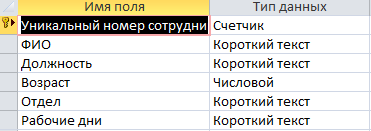 Имя поля Тип данных
Уникальный номер сотрудни Счетчик
ФИО Короткий текст
Должность Короткий текст
Возраст Числовой
Отдел Короткий текст
Рабочие дни Короткий текст